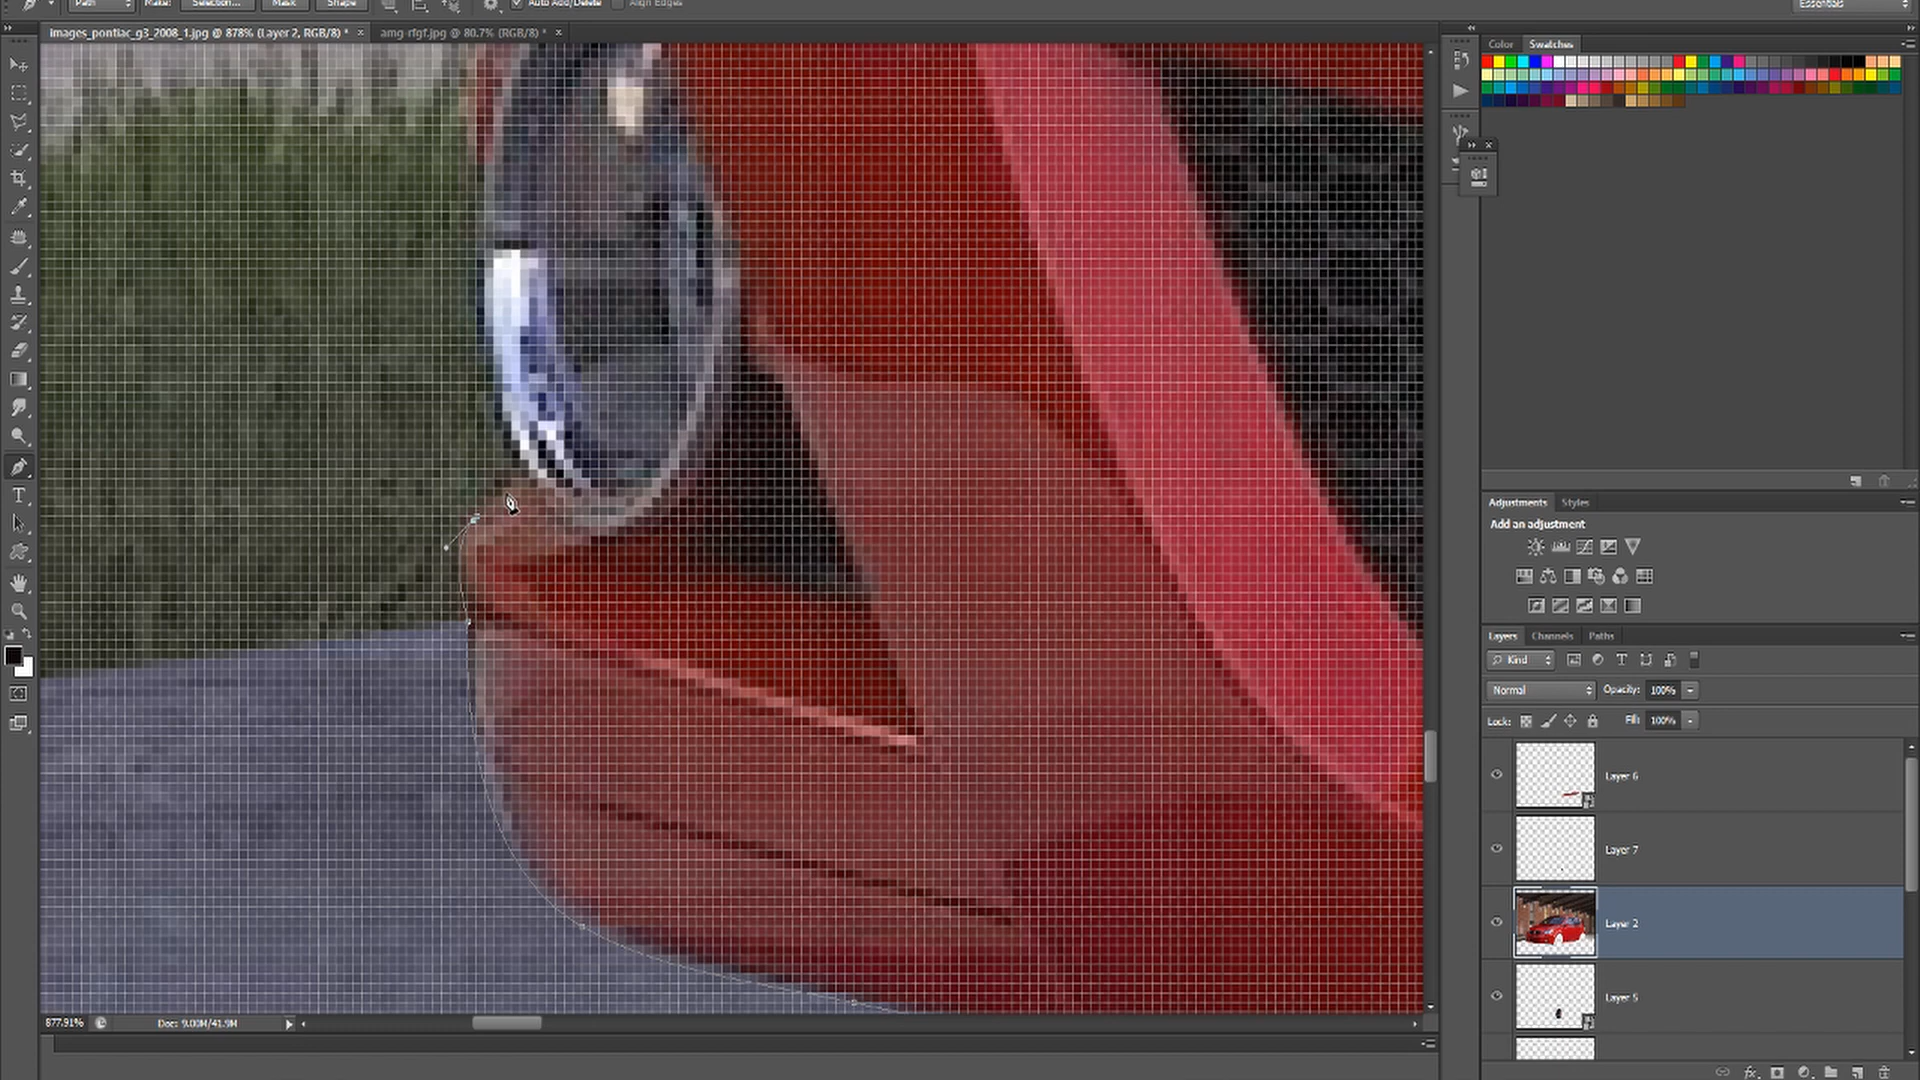 Path Make: Selection... Mask Shape Auto Add/Delete Align Edges Essentials
images_pontiac_g3_2008_1.jpg @ 878% (Layer 2, RGB/8) * × amg-rfgf.jpg @ 80.7% (RGB/8) * ×
Color Swatches
Adjustments Styles
Add an adjustment
Layers Channels Paths
Kind
Normal Opacity: 100%
Lock: Fill: 100%
Layer 6
Layer 7
Layer 2
Layer 5
877.91% Doc: 9.00M/41.9M